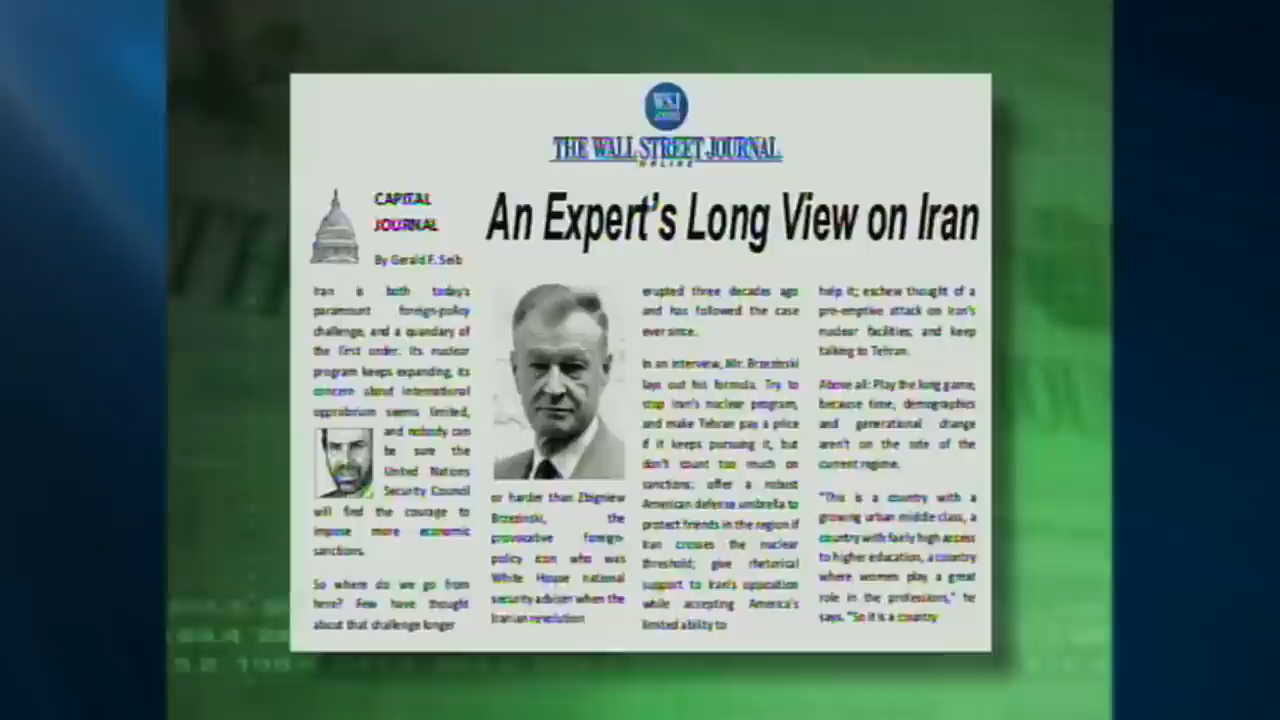 WSJ
THE WALL STREET JOURNAL
ONLINE
CAPITAL
JOURNAL
By Gerald F. Seib
An Expert's Long View on Iran
Iran is both today's
paramount foreign-policy
challenge, and a quandary of
the first order. Its nuclear
program keeps expanding, its
concern about international
opprobrium seems limited,
and nobody can
be sure the
United Nations
Security Council
will find the courage to
impose more economic
sanctions.
So where do we go from
here? Few have thought
about that challenge longer
or harder than Zbigniew
Brzezinski, the
provocative foreign-
policy icon who was
White House national
security adviser when the
Iranian revolution
erupted three decades ago
and has followed the case
ever since.
In an interview, Mr. Brzezinski
lays out his formula. Try to
stop Iran's nuclear program,
and make Tehran pay a price
if it keeps pursuing it, but
don't count too much on
sanctions; offer a robust
American defense umbrella to
protect friends in the region if
Iran crosses the nuclear
threshold; give rhetorical
support to Iran's opposition
while accepting America's
limited ability to
help it; eschew thought of a
pre-emptive attack on Iran's
nuclear facilities; and keep
talking to Tehran.
Above all: Play the long game,
because time, demographics
and generational change
aren't on the side of the
current regime.
"This is a country with a
growing urban middle class, a
country with fairly high access
to higher education, a country
where women play a great
role in the professions," he
says. "So it is a country